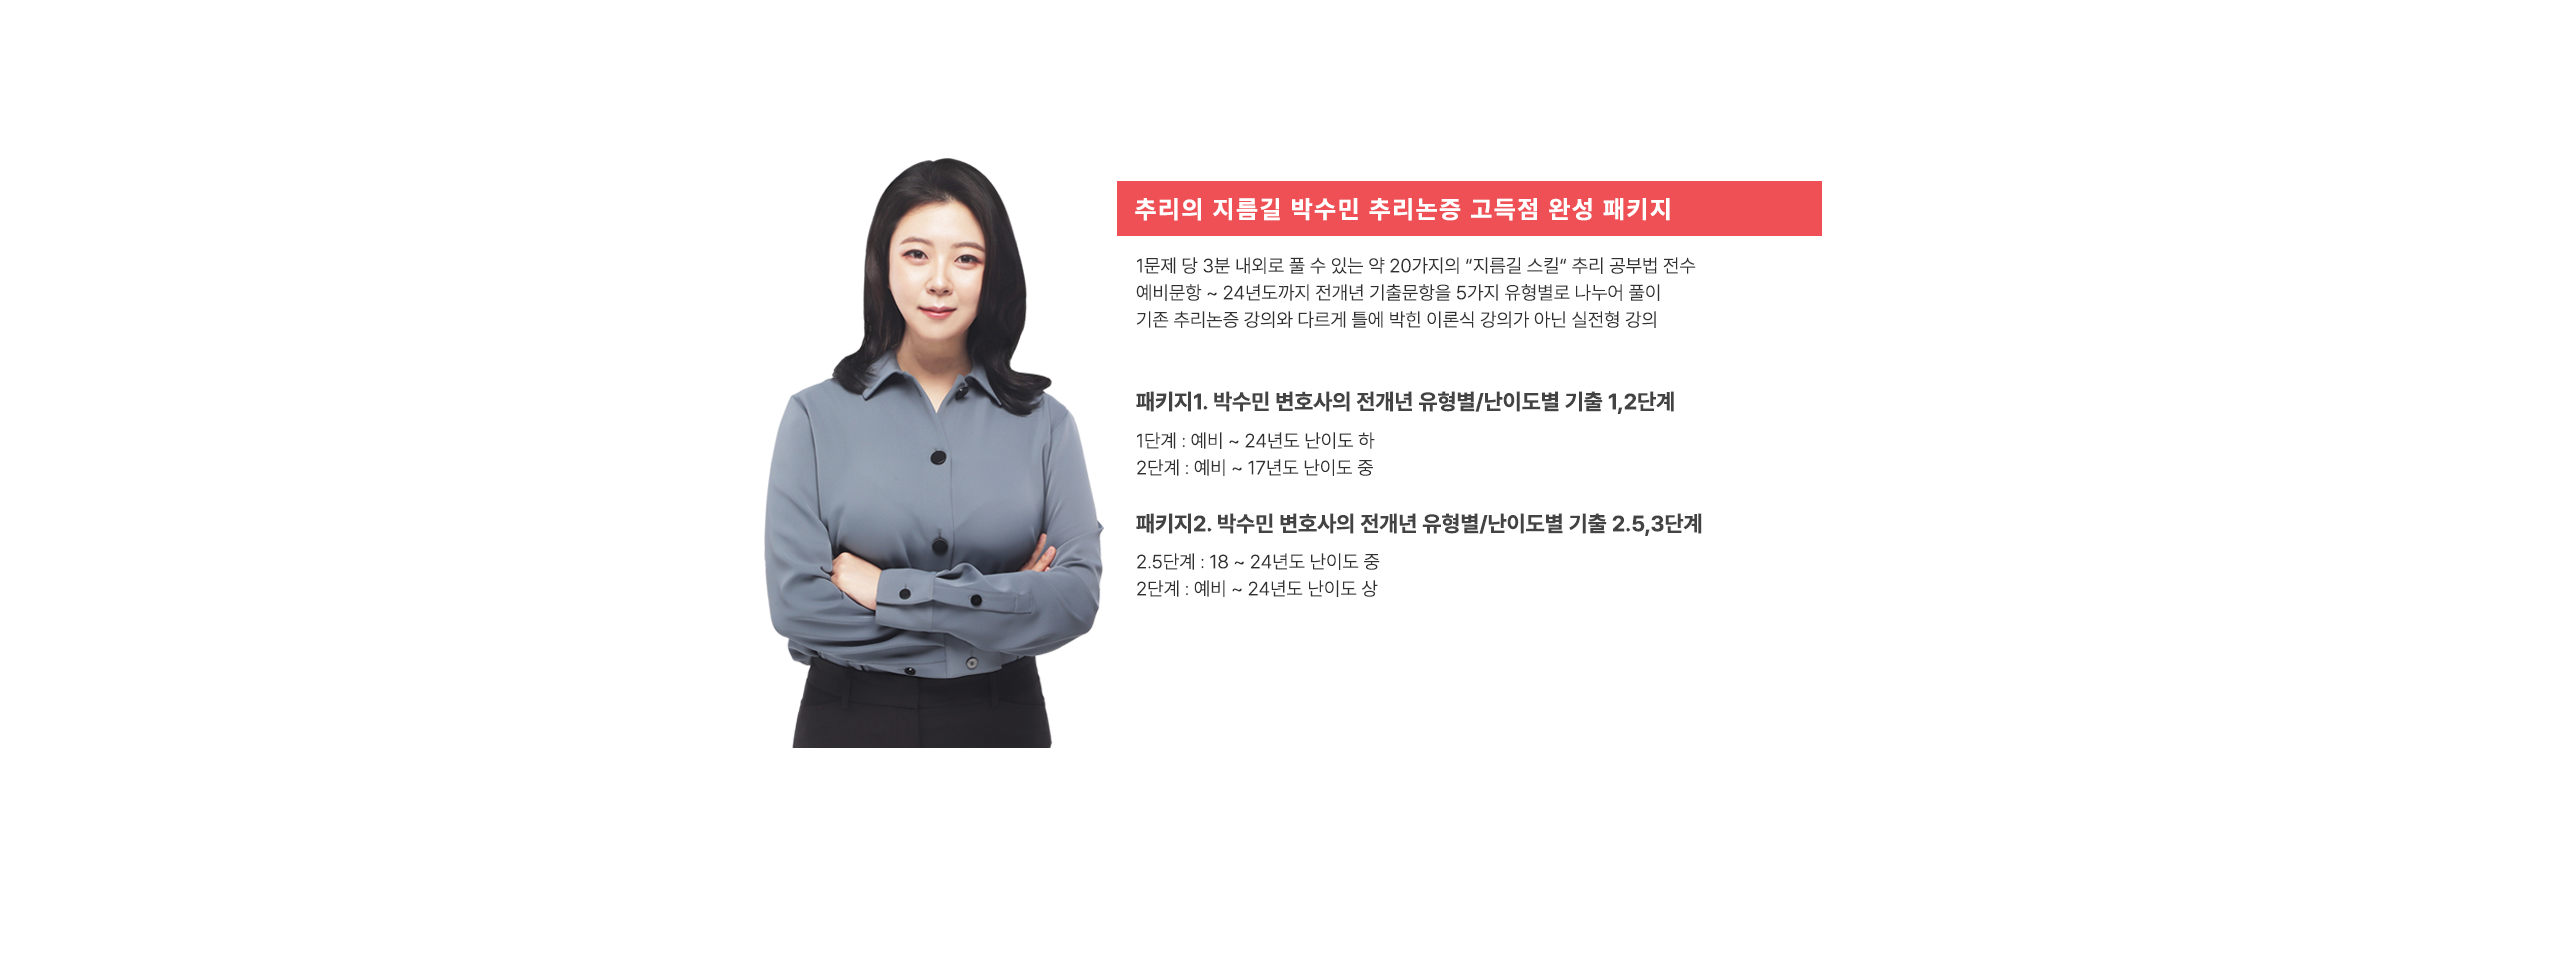 추리의 지름길 박수민 추리논증 고득점 완성 패키지
1문제 당 3분 내외로 풀 수 있는 약 20가지의 “지름길 스킬” 추리 공부법 전수
예비문항 ~ 24년도까지 전개년 기출문항을 5가지 유형별로 나누어 풀이
기존 추리논증 강의와 다르게 틀에 박힌 이론식 강의가 아닌 실전형 강의
패키지1. 박수민 변호사의 전개년 유형별/난이도별 기출 1,2단계
1단계 : 예비 ~ 24년도 난이도 하
2단계 : 예비 ~ 17년도 난이도 중
패키지2. 박수민 변호사의 전개년 유형별/난이도별 기출 2.5,3단계
2.5단계 : 18 ~ 24년도 난이도 중
2단계 : 예비 ~ 24년도 난이도 상